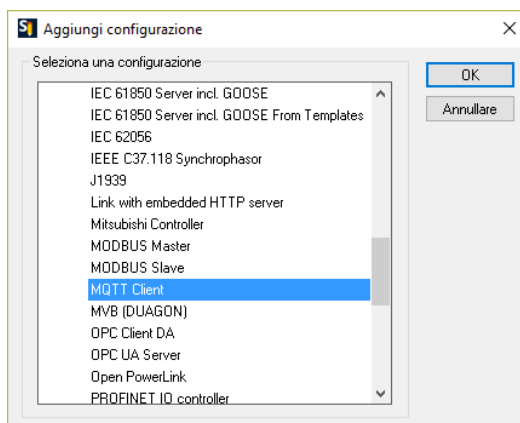 Aggiungi configurazione
Seleziona una configurazione
OK
Annullare
IEC 61850 Server incl. GOOSE
IEC 61850 Server incl. GOOSE From Templates
IEC 62056
IEEE C37.118 Synchrophasor
J1939
Link with embedded HTTP server
Mitsubishi Controller
MODBUS Master
MODBUS Slave
MQTT Client
MVB (DUAGON)
OPC Client DA
OPC UA Server
Open PowerLink
PROFINET IO controller